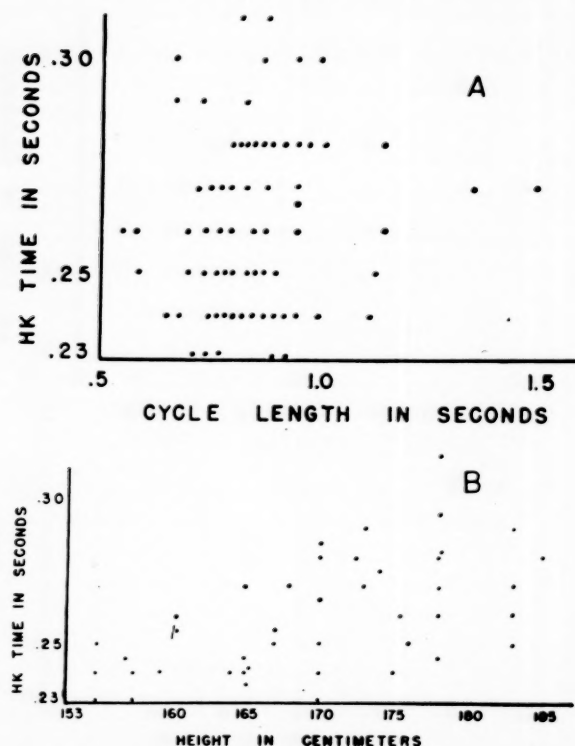 A
HK TIME IN SECONDS
.30
.25
.23
.5 1.0 1.5
CYCLE LENGTH IN SECONDS
B
HK TIME IN SECONDS
.30
.25
.23
153 160 165 170 175 180 185
HEIGHT IN CENTIMETERS